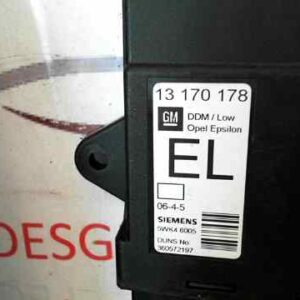 13 170 178
GM
DDM / Low
Opel Epsilon
EL
06-4-5
SIEMENS
5WK4 6005
DUNS No.
360572197
DESG